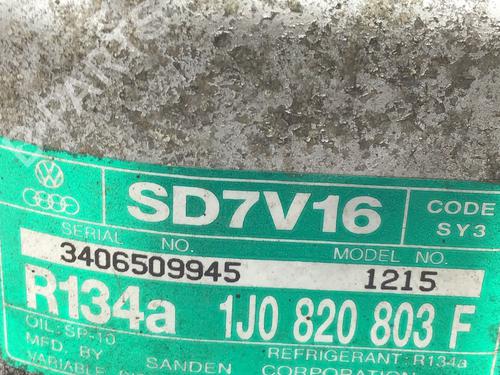 SD7V16
CODE
SY3
SERIAL NO.
MODEL NO.
3406509945
1215
R134a
1J0 820 803 F
OIL: SP-10
REFRIGERANT: R134a
MFD BY SANDEN
VARIABLE